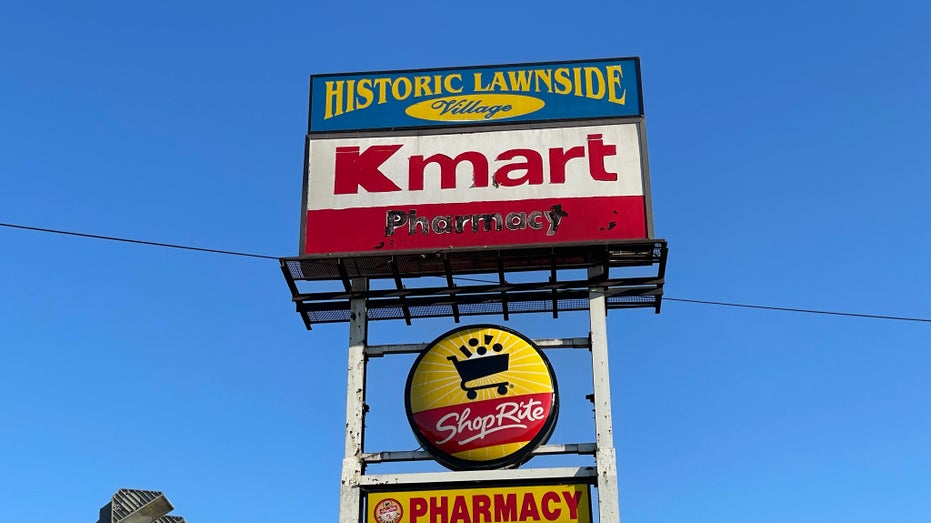 HISTORIC LAWNSIDE
Village
Kmart
Pharmacy
ShopRite
PHARMACY